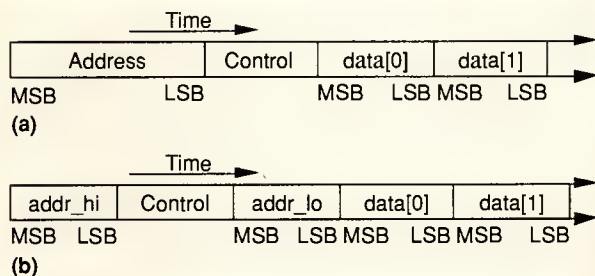 Time
Address Control data[0] data[1]
MSB LSB MSB LSB MSB LSB
(a)
Time
addr_hi Control addr_lo data[0] data[1]
MSB LSB MSB LSB MSB LSB MSB LSB
(b)